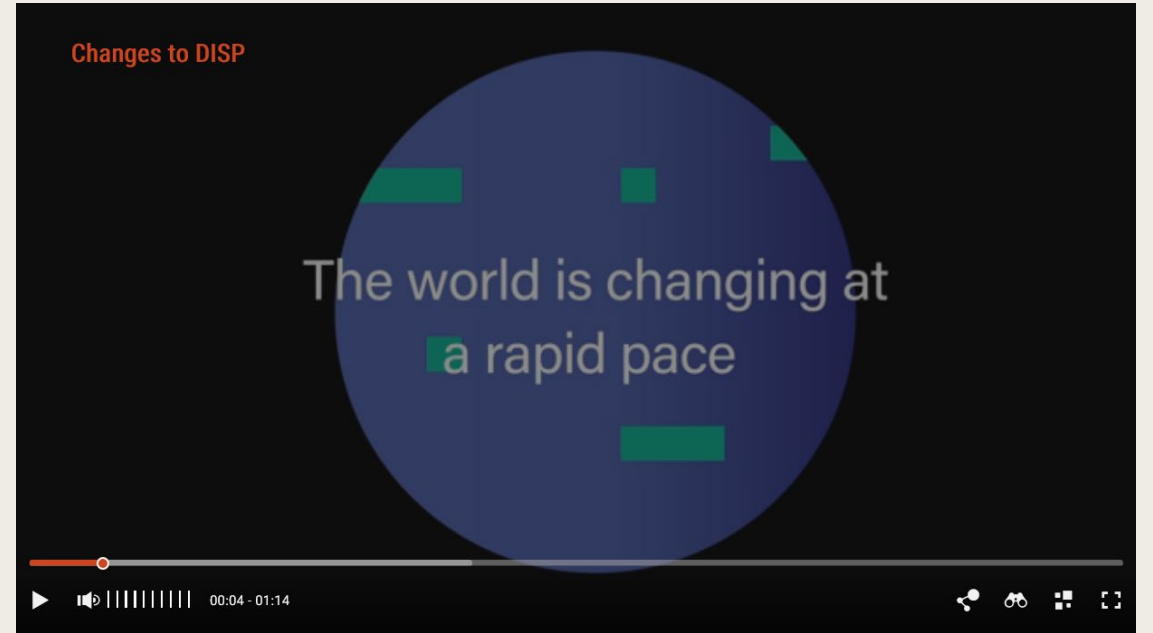 Changes to DISP
The world is changing at
a rapid pace
00:04 - 01:14